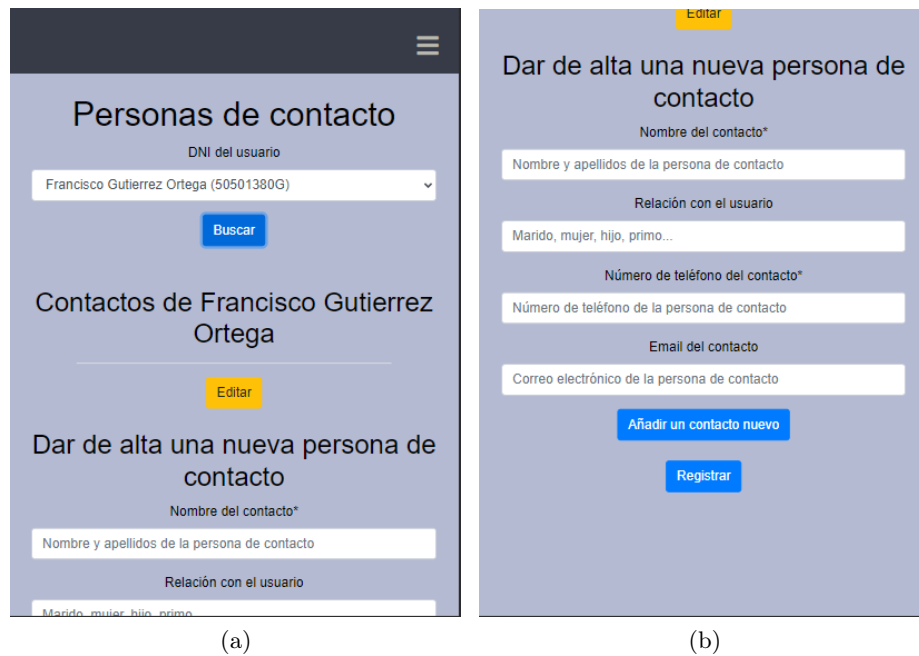 Personas de contacto
DNI del usuario
Francisco Gutierrez Ortega (50501380G)
Buscar
Contactos de Francisco Gutierrez
Ortega
Editar
Dar de alta una nueva persona de
contacto
Nombre del contacto*
Nombre y apellidos de la persona de contacto
Relación con el usuario
Marido, mujer, hijo, primo...
(a)
Editar
Dar de alta una nueva persona de
contacto
Nombre del contacto*
Nombre y apellidos de la persona de contacto
Relación con el usuario
Marido, mujer, hijo, primo...
Número de teléfono del contacto*
Número de teléfono de la persona de contacto
Email del contacto
Correo electrónico de la persona de contacto
Añadir un contacto nuevo
Registrar
(b)